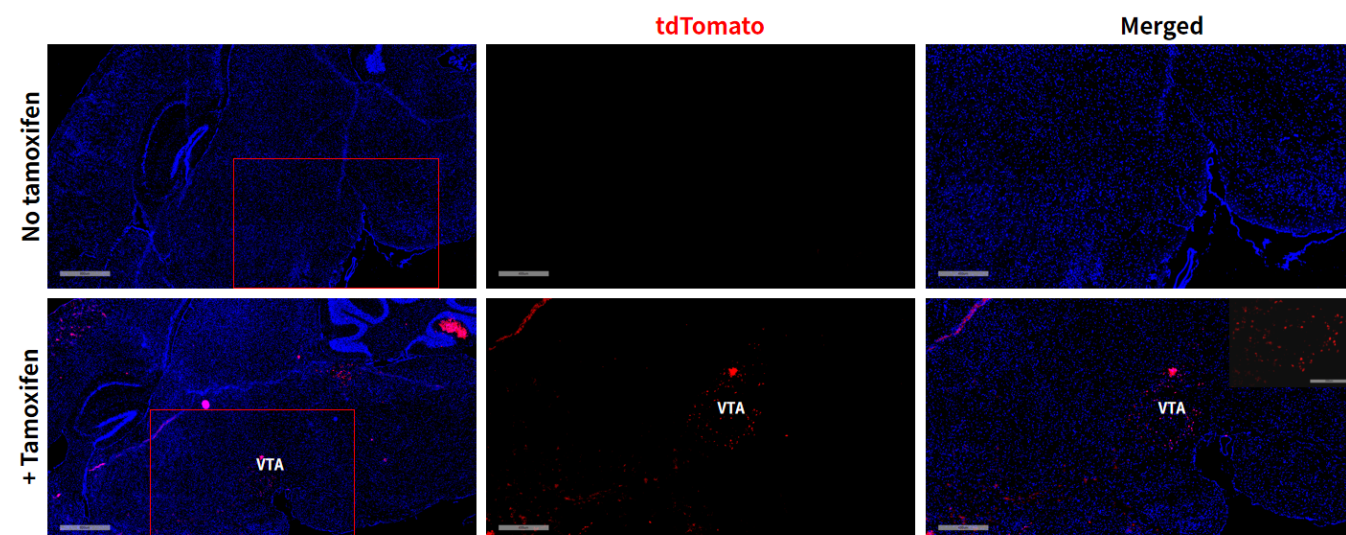 tdTomato
Merged
No tamoxifen
+ Tamoxifen
VTA
VTA
VTA